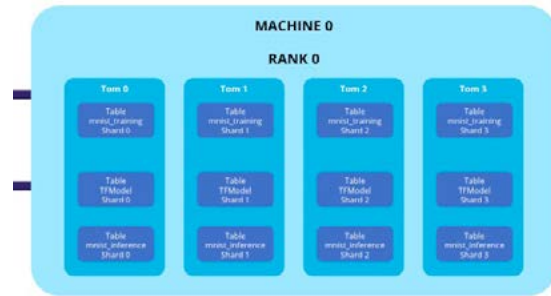 MACHINE 0
RANK 0
Tom 0
Tom 1
Tom 2
Tom 3
Table
mnist_training
Shard 0
Table
mnist_training
Shard 1
Table
mnist_training
Shard 2
Table
mnist_training
Shard 3
Table
TFModel
Shard 0
Table
TFModel
Shard 1
Table
TFModel
Shard 2
Table
TFModel
Shard 3
Table
mnist_inference
Shard 0
Table
mnist_inference
Shard 1
Table
mnist_inference
Shard 2
Table
mnist_inference
Shard 3